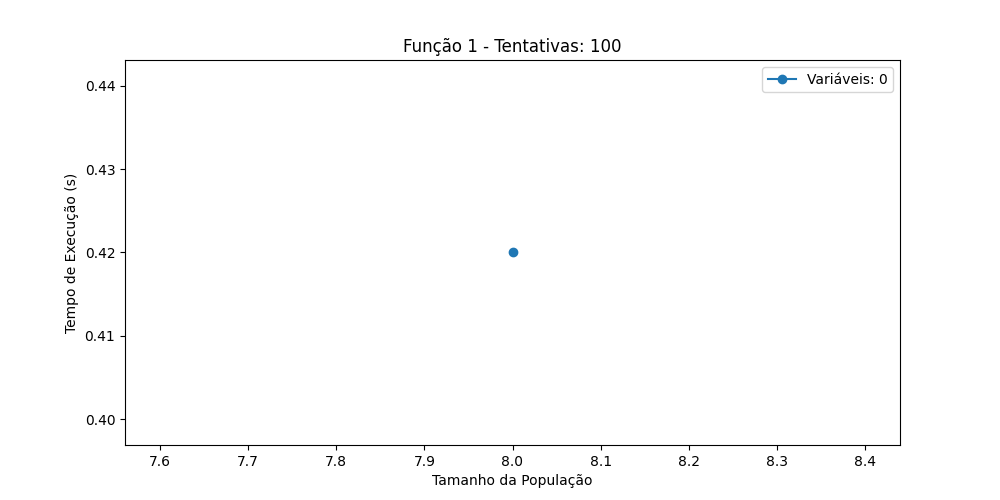 Função 1 - Tentativas: 100
Variáveis: 0
0.44
0.43
0.42
0.41
0.40
Tempo de Execução (s)
7.6 7.7 7.8 7.9 8.0 8.1 8.2 8.3 8.4
Tamanho da População